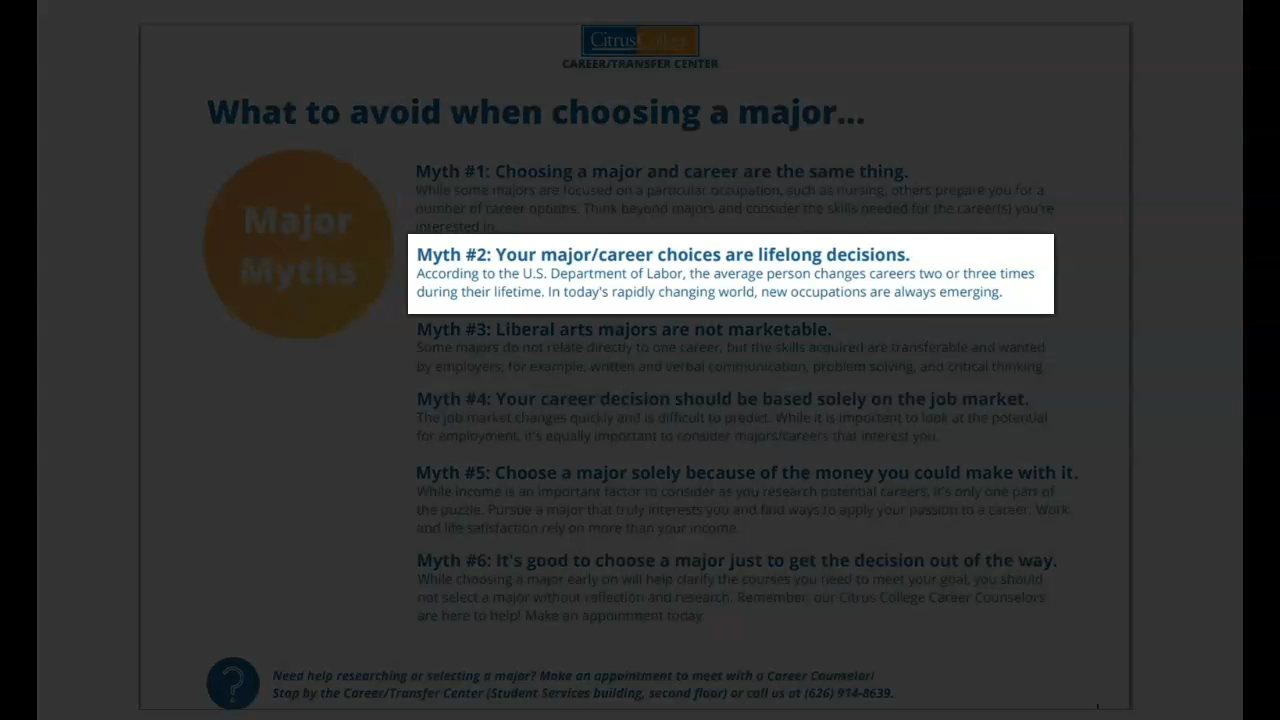 CitrusCollege
CAREER/TRANSFER CENTER
What to avoid when choosing a major...
Major
Myths
Myth #1: Choosing a major and career are the same thing.
While some majors are focused on a particular occupation, such as nursing, others prepare you for a
number of career options. Think beyond majors and consider the skills needed for the career(s) you're
interested in.
Myth #2: Your major/career choices are lifelong decisions.
According to the U.S. Department of Labor, the average person changes careers two or three times
during their lifetime. In today's rapidly changing world, new occupations are always emerging.
Myth #3: Liberal arts majors are not marketable.
Some majors do not relate directly to one career, but the skills acquired are transferable and wanted
by employers; for example, written and verbal communication, problem solving, and critical thinking.
Myth #4: Your career decision should be based solely on the job market.
The job market changes quickly and is difficult to predict. While it is important to look at the potential
for employment, it's equally important to consider majors/careers that interest you.
Myth #5: Choose a major solely because of the money you could make with it.
While income is an important factor to consider as you research potential careers, it's only one part of
the puzzle. Pursue a major that truly interests you and find ways to apply your passion to a career. Work
and life satisfaction rely on more than your income.
Myth #6: It's good to choose a major just to get the decision out of the way.
While choosing a major early on will help clarify the courses you need to meet your goal, you should
not select a major without reflection and research. Remember, our Citrus College Career Counselors
are here to help! Make an appointment today.
?
Need help researching or selecting a major? Make an appointment to meet with a Career Counselor!
Stop by the Career/Transfer Center (Student Services building, second floor) or call us at (626) 914-8639.